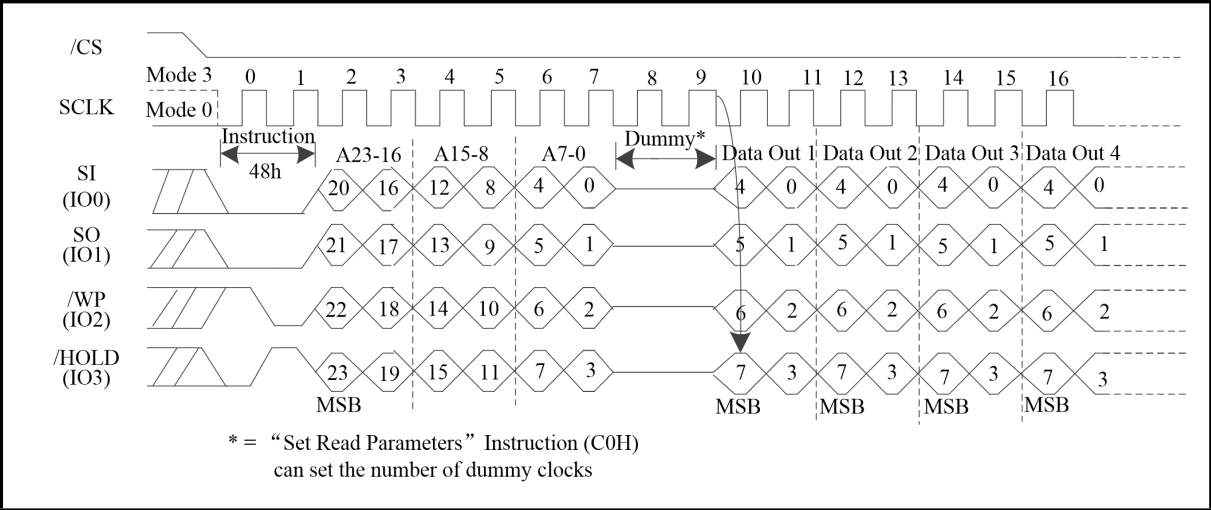 /CS
Mode 3 0 1 2 3 4 5 6 7 8 9 10 11 12 13 14 15 16
SCLK Mode 0
Instruction Dummy*
A23-16 A15-8 A7-0 Data Out 1 Data Out 2 Data Out 3 Data Out 4
48h
SI
(IO0)
20 16 12 8 4 0 4 0 4 0 4 0 4 0
SO
(IO1)
21 17 13 9 5 1 5 1 5 1 5 1 5 1
/WP
(IO2)
22 18 14 10 6 2 6 2 6 2 6 2 6 2
/HOLD
(IO3)
23 19 15 11 7 3 7 3 7 3 7 3 7 3
MSB MSB MSB MSB MSB
* = “Set Read Parameters” Instruction (C0H)
can set the number of dummy clocks